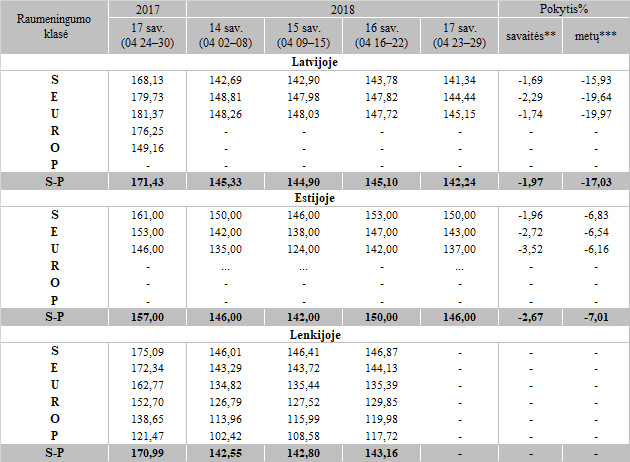 Raumeningumo klasė 2017 2018 Pokytis%
17 sav. (04 24–30) 14 sav. (04 02–08) 15 sav. (04 09–15) 16 sav. (04 16–22) 17 sav. (04 23–29) savaitės** metų***
Latvijoje
S 168,13 142,69 142,90 143,78 141,34 -1,69 -15,93
E 179,73 148,81 147,98 147,82 144,44 -2,29 -19,64
U 181,37 148,26 148,03 147,72 145,15 -1,74 -19,97
R 176,25 - - - - - -
O 149,16 - - - - - -
P - - - - - - -
S-P 171,43 145,33 144,90 145,10 142,24 -1,97 -17,03
Estijoje
S 161,00 150,00 146,00 153,00 150,00 -1,96 -6,83
E 153,00 142,00 138,00 147,00 143,00 -2,72 -6,54
U 146,00 135,00 124,00 142,00 137,00 -3,52 -6,16
R - ... ... - ... - -
O - - - - - - -
P - - - - - - -
S-P 157,00 146,00 142,00 150,00 146,00 -2,67 -7,01
Lenkijoje
S 175,09 146,01 146,41 146,87 - - -
E 172,34 143,29 143,72 144,13 - - -
U 162,77 134,82 135,44 135,39 - - -
R 152,70 126,79 127,52 129,85 - - -
O 138,65 113,96 115,99 119,98 - - -
P 121,47 102,42 108,58 117,72 - - -
S-P 170,99 142,55 142,80 143,16 - - -